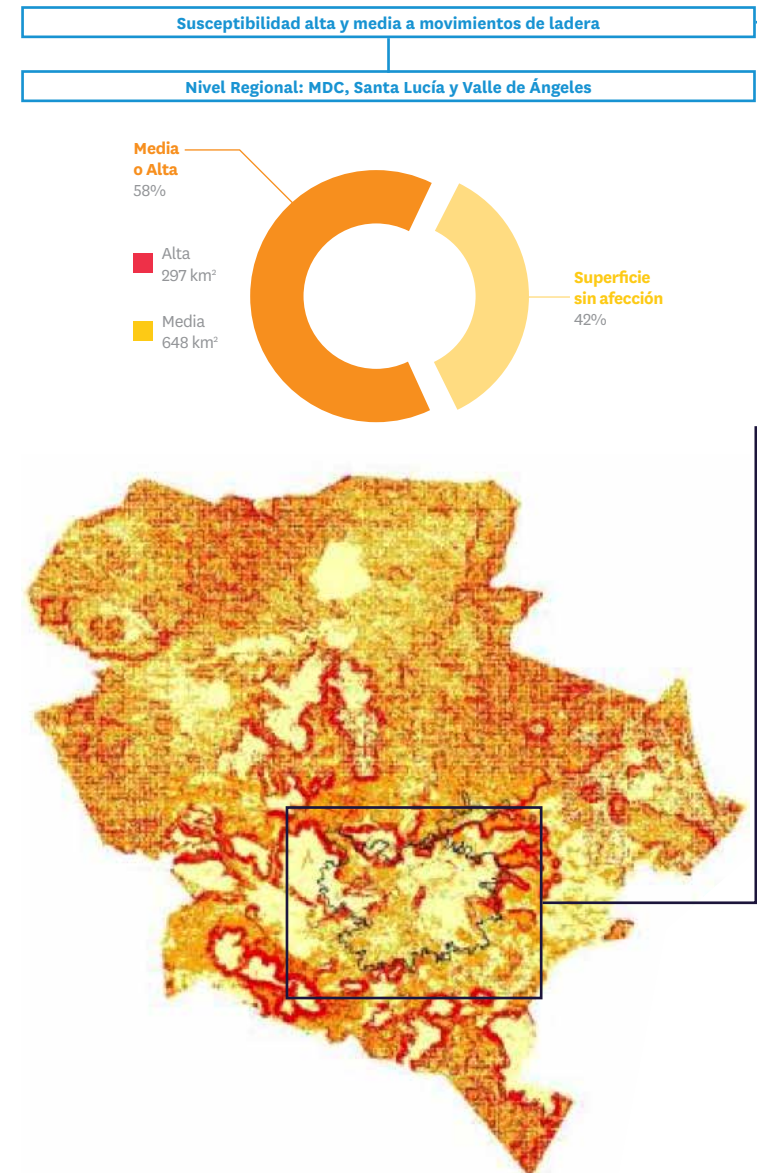 Susceptibilidad alta y media a movimientos de ladera
Nivel Regional: MDC, Santa Lucía y Valle de Ángeles
Media
o Alta
58%
Alta
297 km²
Media
648 km²
Superficie
sin afección
42%